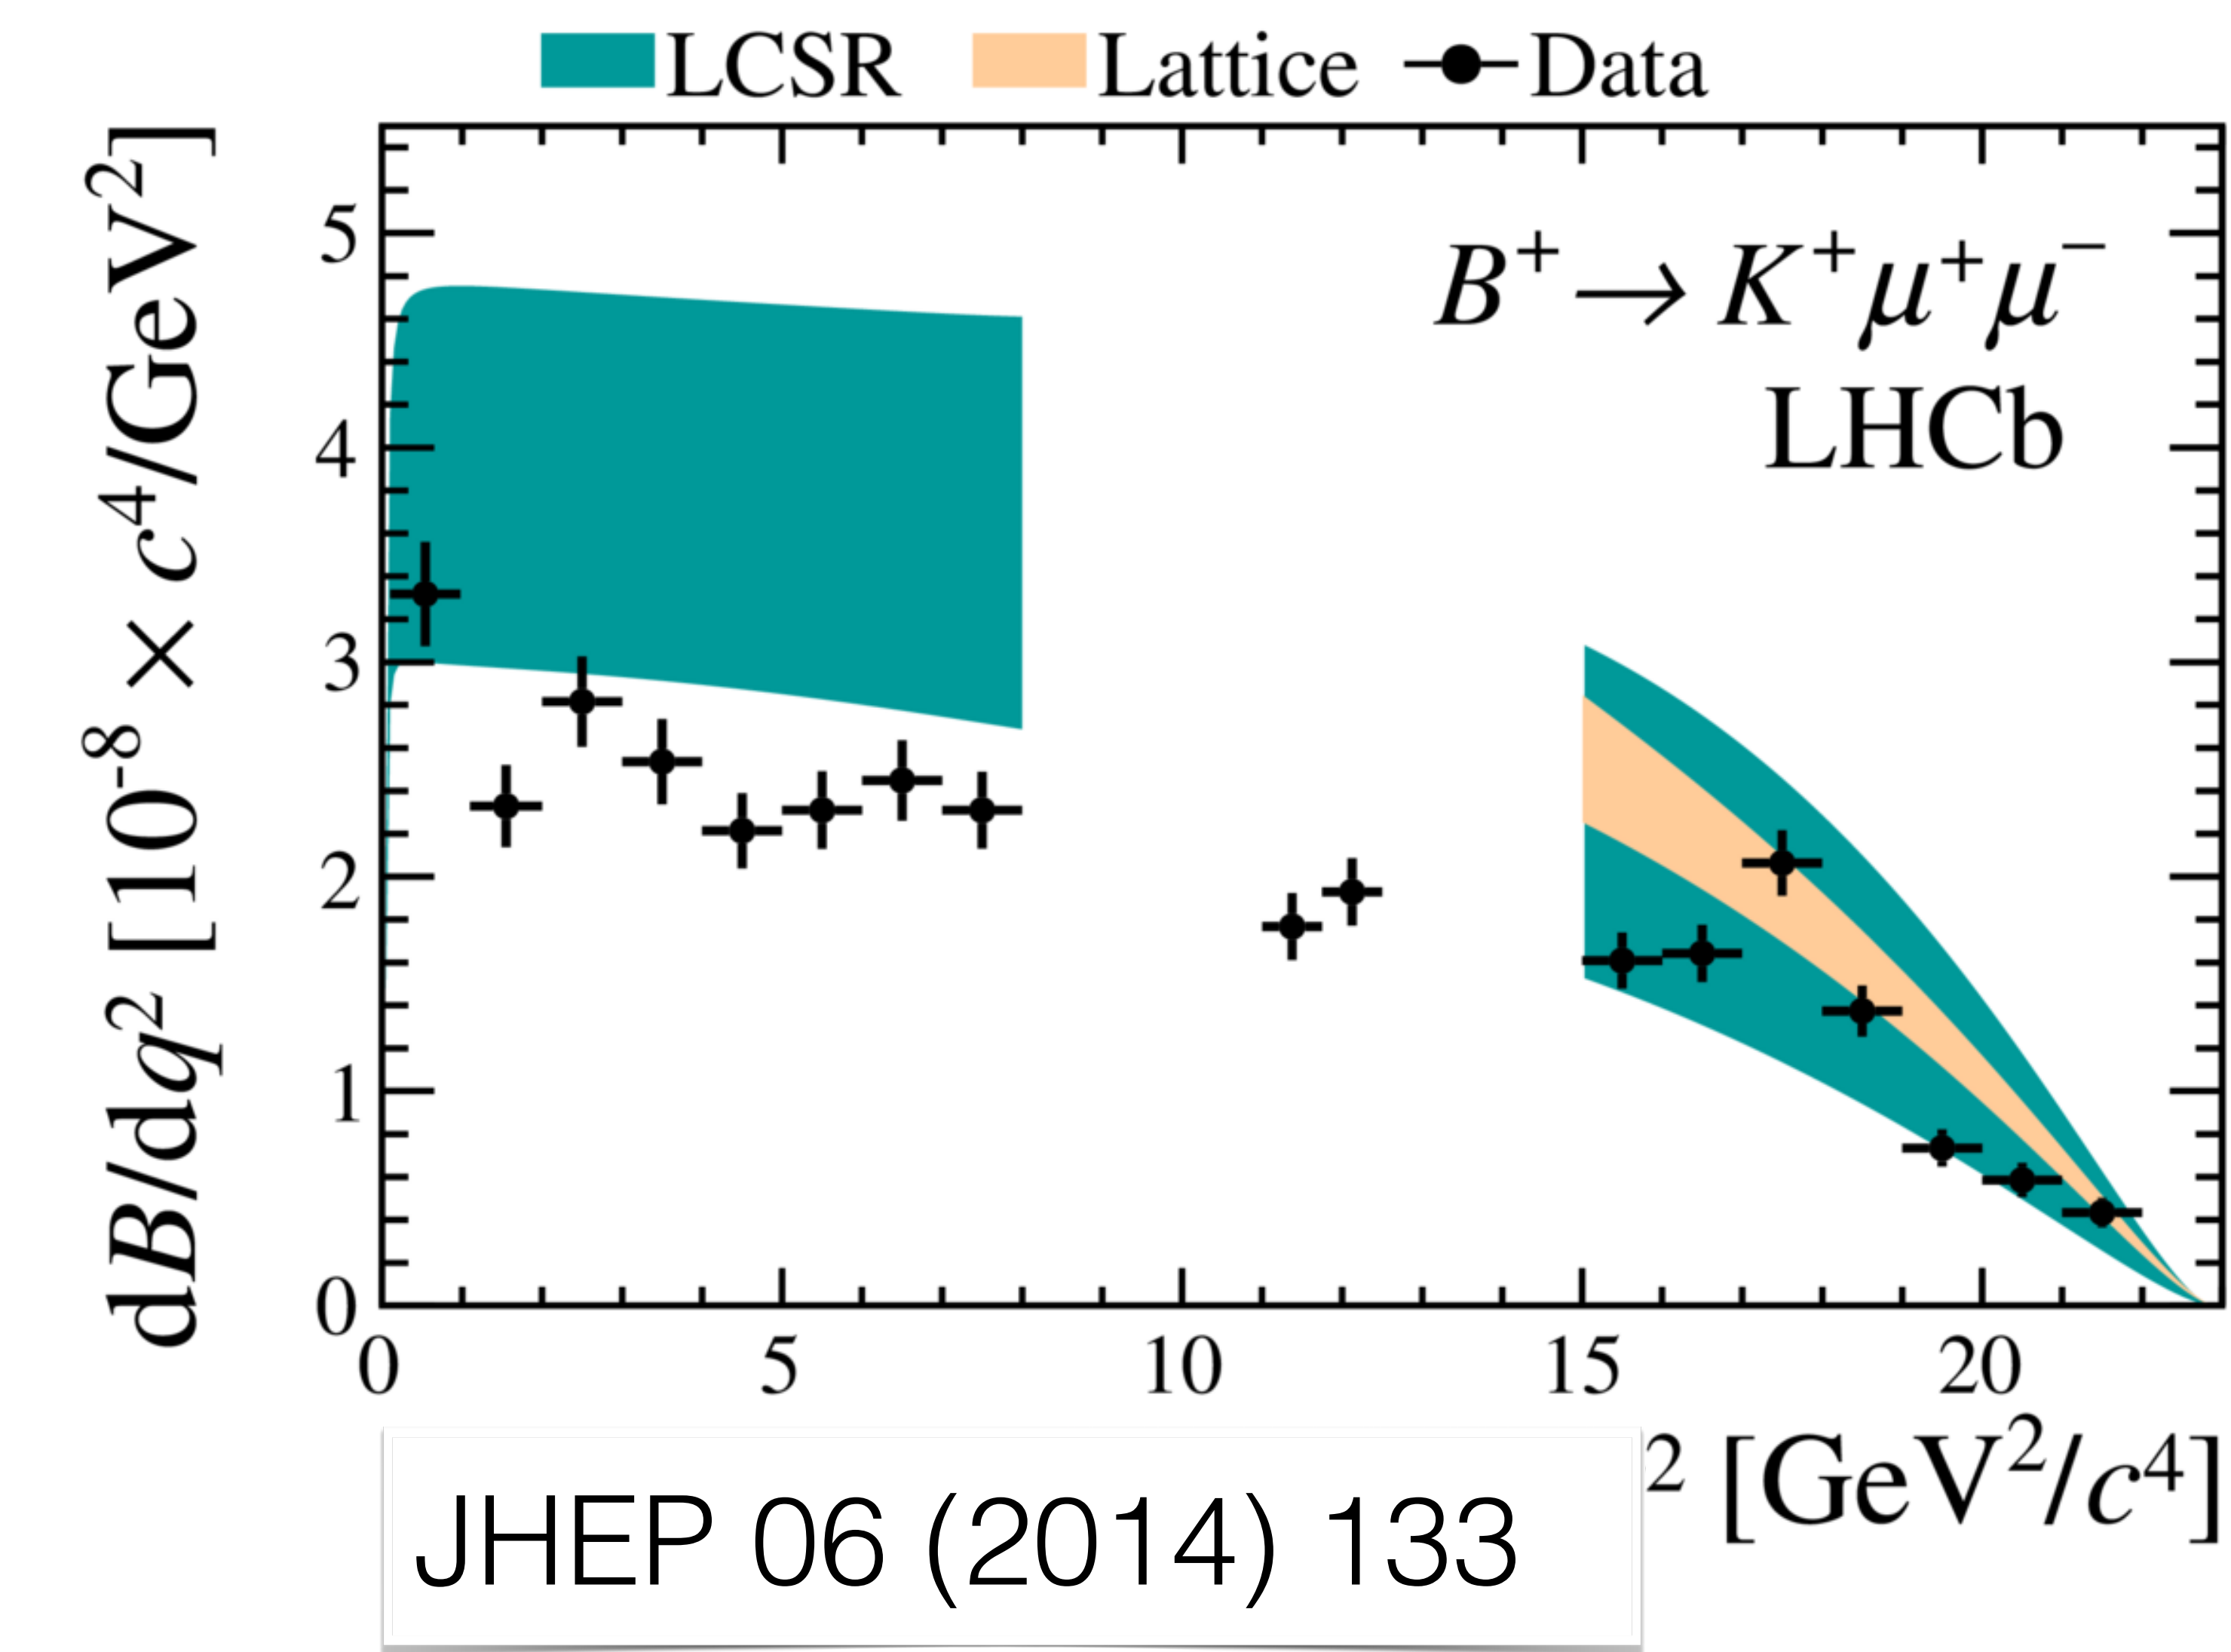 LCSR Lattice Data
dB/dq² [10⁻⁸ × c⁴/GeV²]
5
4
3
2
1
0
B⁺→ K⁺μ⁺μ⁻
LHCb
0 5 10 15 20
² [GeV²/c⁴]
JHEP 06 (2014) 133